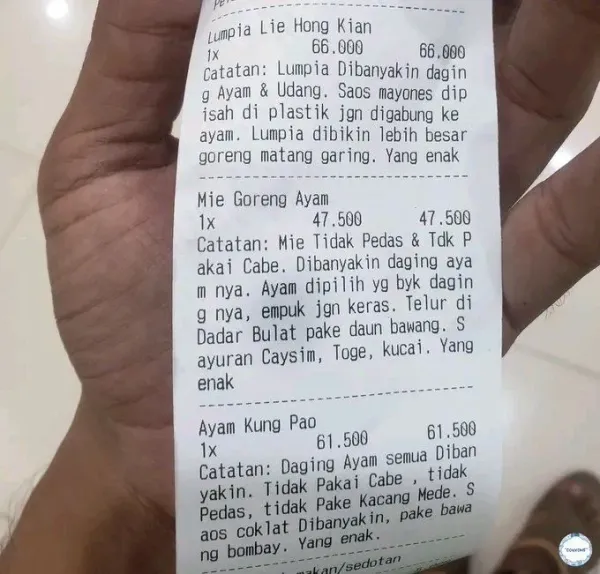 Lumpia Lie Hong Kian
1x 66.000 66.000
Catatan: Lumpia Dibanyakin dagin
g Ayam & Udang. Saos mayones dip
isah di plastik jgn digabung ke
ayam. Lumpia dibikin lebih besar
goreng matang garing. Yang enak
Mie Goreng Ayam
1x 47.500 47.500
Catatan: Mie Tidak Pedas & Tdk P
akai Cabe. Dibanyakin daging aya
m nya. Ayam dipilih yg byk dagin
g nya, empuk jgn keras. Telur di
Dadar Bulat pake daun bawang. S
ayuran Caysim, Toge, kucai. Yang
enak
Ayam Kung Pao
1x 61.500 61.500
Catatan: Daging Ayam semua Diban
yakin. Tidak Pakai Cabe , tidak
Pedas, tidak Pake Kacang Mede. S
aos coklat Dibanyakin, pake bawa
ng bombay. Yang enak.
makan/sedotan